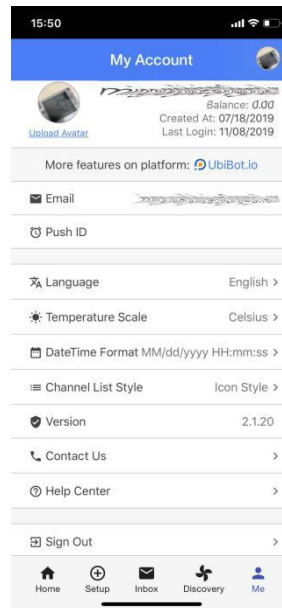 15:50
My Account
Balance: 0.00
Created At: 07/18/2019
Upload Avatar
Last Login: 11/08/2019
More features on platform: UbiBot.io
Email
Push ID
Language English >
Temperature Scale Celsius >
DateTime Format MM/dd/yyyy HH:mm:ss >
Channel List Style Icon Style >
Version 2.1.20
Contact Us >
Help Center >
Sign Out >
Home Setup Inbox Discovery Me